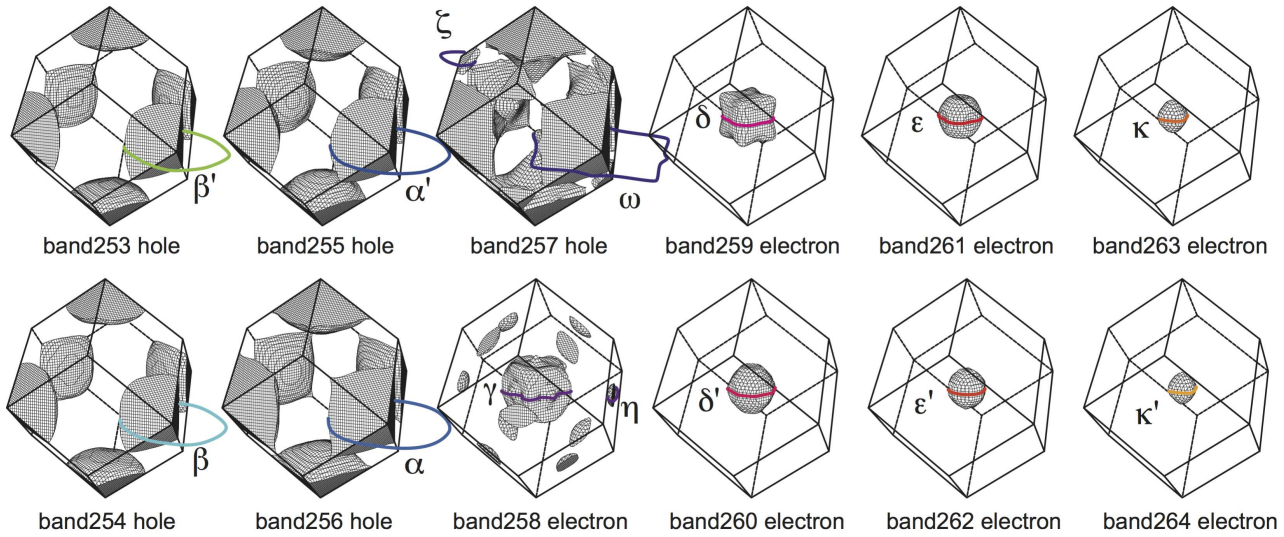 ζ
δ
ε
κ
β'
α'
ω
band253 hole
band255 hole
band257 hole
band259 electron
band261 electron
band263 electron
γ
η
δ'
ε'
κ'
β
α
band254 hole
band256 hole
band258 electron
band260 electron
band262 electron
band264 electron